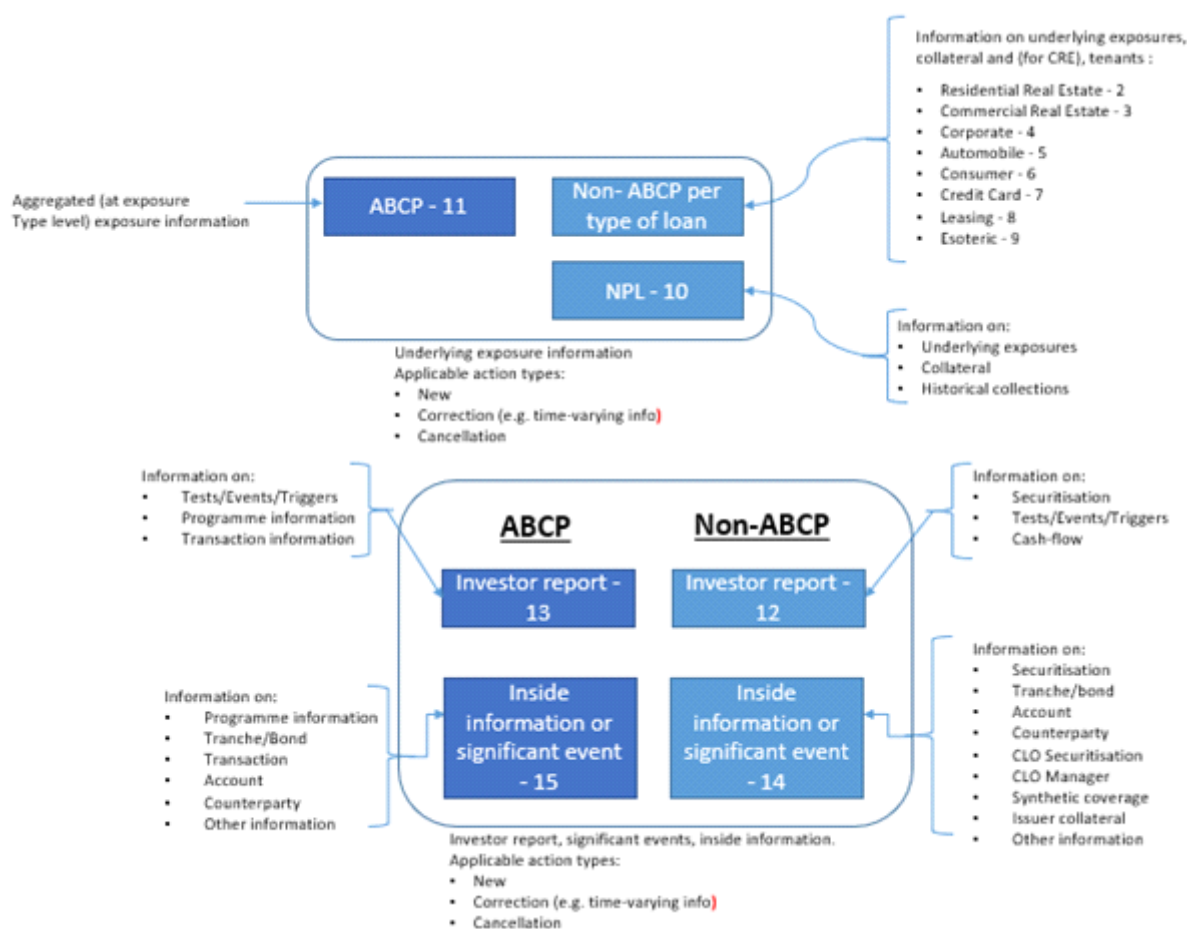 Information on underlying exposures,
collateral and (for CRE), tenants :
• Residential Real Estate - 2
• Commercial Real Estate - 3
• Corporate - 4
• Automobile - 5
• Consumer - 6
• Credit Card - 7
• Leasing - 8
• Esoteric - 9
Aggregated (at exposure
Type level) exposure information
ABCP - 11
Non- ABCP per
type of loan
NPL - 10
Information on:
• Underlying exposures
• Collateral
• Historical collections
Underlying exposure information
Applicable action types:
• New
• Correction (e.g. time-varying info)
• Cancellation
Information on:
• Tests/Events/Triggers
• Programme information
• Transaction information
ABCP
Non-ABCP
Information on:
• Securitisation
• Tests/Events/Triggers
• Cash-flow
Investor report -
13
Investor report -
12
Information on:
• Programme information
• Tranche/Bond
• Transaction
• Account
• Counterparty
• Other information
Inside
information or
significant event
- 15
Inside
information or
significant event
- 14
Information on:
• Securitisation
• Tranche/bond
• Account
• Counterparty
• CLO Securitisation
• CLO Manager
• Synthetic coverage
• Issuer collateral
• Other information
Investor report, significant events, inside information.
Applicable action types:
• New
• Correction (e.g. time-varying info)
• Cancellation